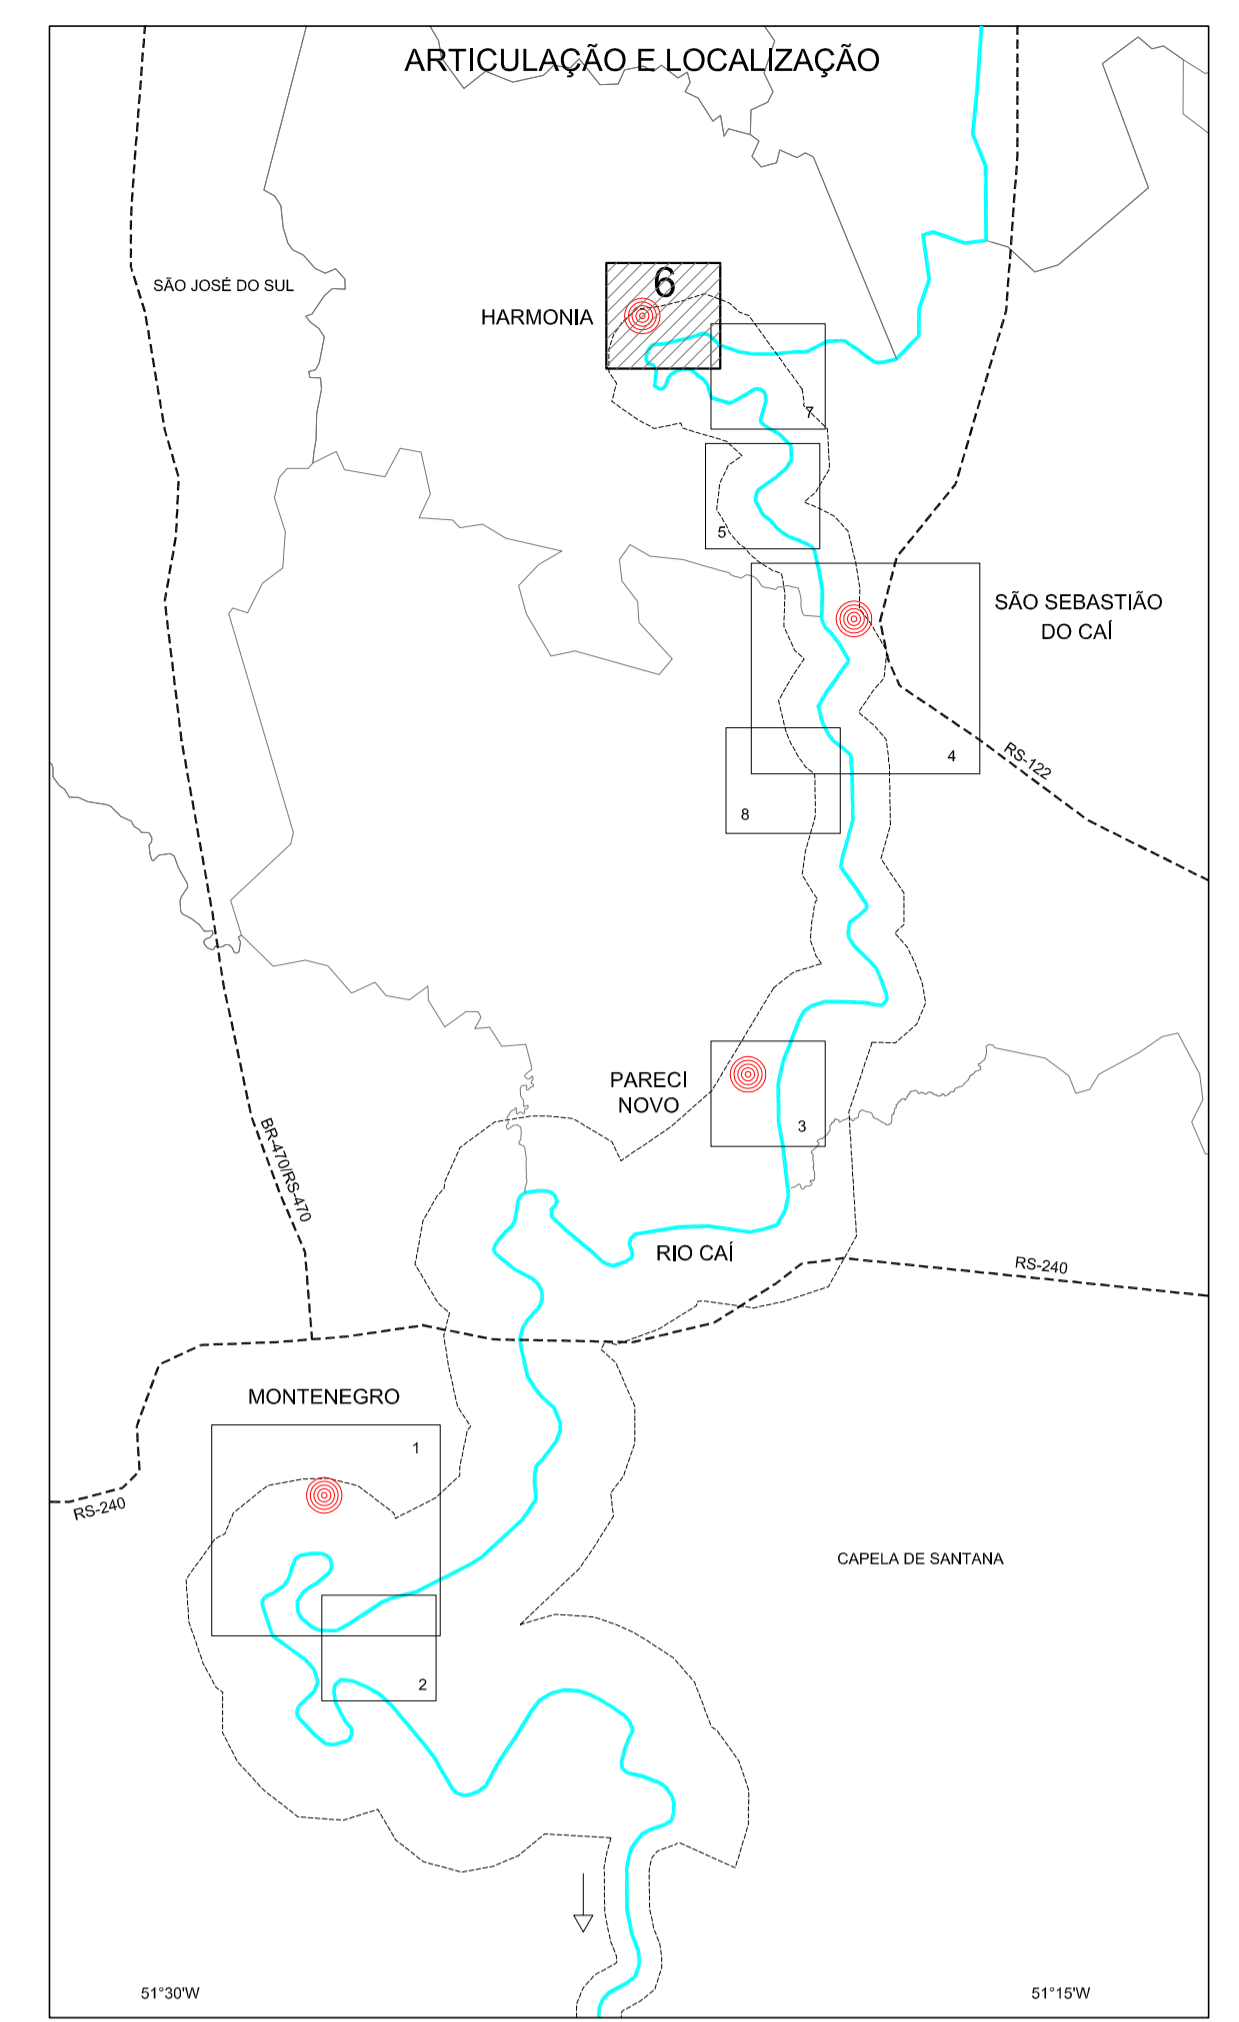 ARTICULAÇÃO E LOCALIZAÇÃO
6
SÃO JOSÉ DO SUL
HARMONIA
7
5
SÃO SEBASTIÃO
DO CAÍ
4
RS-122
8
PARECI
NOVO
3
BR-470/RS-470
RIO CAÍ
RS-240
MONTENEGRO
1
RS-240
CAPELA DE SANTANA
2
51°30'W
51°15'W